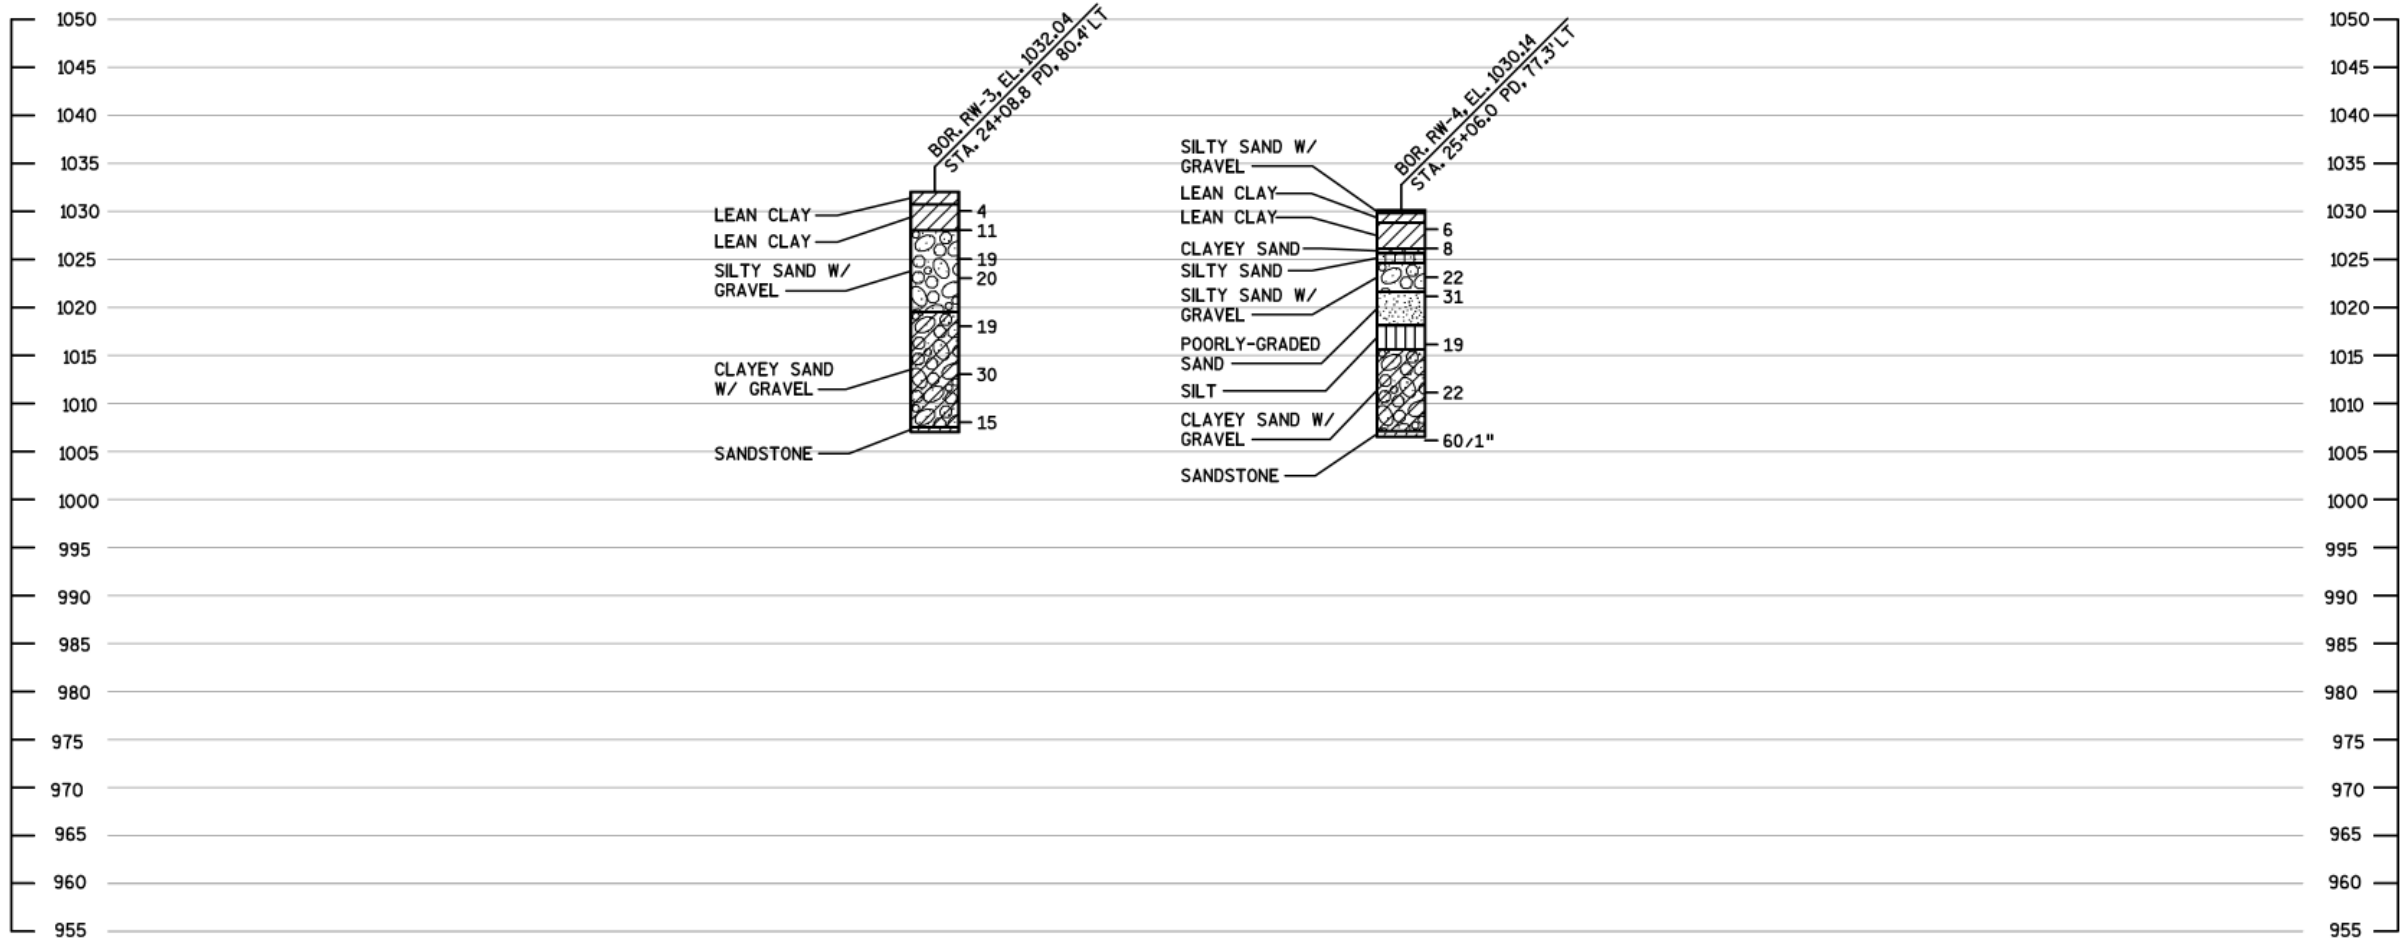 1050
1045
1040
1035
1030
1025
1020
1015
1010
1005
1000
995
990
985
980
975
970
965
960
955
BOR. RW-3, EL. 1032.04
STA. 24+08.8 PD, 80.4' LT
LEAN CLAY
LEAN CLAY
SILTY SAND W/
GRAVEL
CLAYEY SAND
W/ GRAVEL
SANDSTONE
4
11
19
20
19
30
15
BOR. RW-4, EL. 1030.14
STA. 25+06.0 PD, 77.3' LT
SILTY SAND W/
GRAVEL
LEAN CLAY
LEAN CLAY
CLAYEY SAND
SILTY SAND
SILTY SAND W/
GRAVEL
POORLY-GRADED
SAND
SILT
CLAYEY SAND W/
GRAVEL
SANDSTONE
6
8
22
31
19
22
60/1"
1050
1045
1040
1035
1030
1025
1020
1015
1010
1005
1000
995
990
985
980
975
970
965
960
955